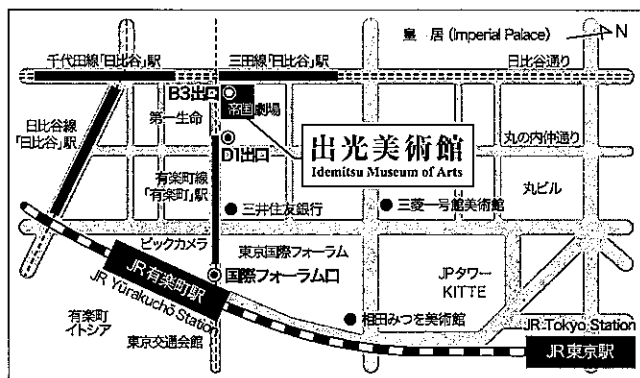 皇 居 (Imperial Palace)
N
千代田線「日比谷」駅
三田線「日比谷」駅
日比谷通り
B3出口
帝国劇場
日比谷線
「日比谷」駅
第一生命
D1出口
出光美術館
Idemitsu Museum of Arts
丸の内仲通り
有楽町線
「有楽町」駅
丸ビル
三井住友銀行
三菱一号館美術館
ビックカメラ
東京国際フォーラム
国際フォーラム口
JPタワー
KITTE
JR有楽町駅
JR Yūrakuchō Station
有楽町
イトシア
東京交通会館
相田みつを美術館
JR Tokyo Station
JR東京駅